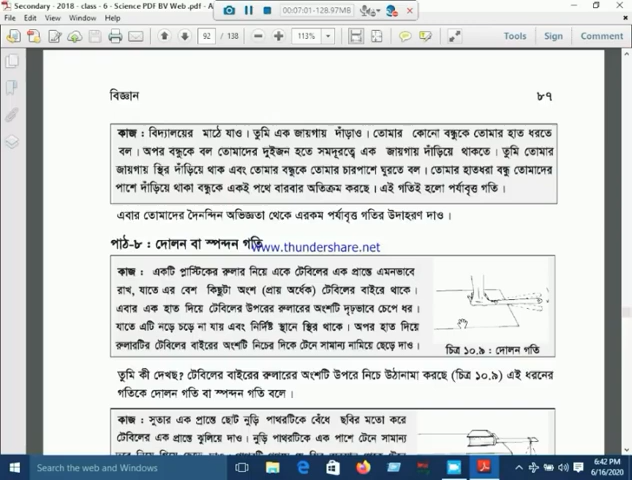 Secondary - 2018 - class - 6 - Science PDF BV Web.pdf - A
00:07:01-128.97MB
File Edit View Window Help
92 / 138 113% Tools Sign Comment
বিজ্ঞান ৮৭
কাজ : বিদ্যালয়ের মাঠে যাও। তুমি এক জায়গায় দাঁড়াও। তোমার কোনো বন্ধুকে তোমার হাত ধরতে
বল। অপর বন্ধুকে বল তোমাদের দুইজন হতে সমদূরত্বে এক জায়গায় দাঁড়িয়ে থাকতে। তুমি তোমার
জায়গায় স্থির দাঁড়িয়ে থাক এবং তোমার বন্ধুকে তোমার চারপাশে ঘুরতে বল। তোমার হাতধরা বন্ধু তোমাদের
পাশে দাঁড়িয়ে থাকা বন্ধুকে একই পথে বারবার অতিক্রম করছে। এই গতিই হলো পর্যাবৃত্ত গতি।
এবার তোমাদের দৈনন্দিন অভিজ্ঞতা থেকে এরকম পর্যাবৃত্ত গতির উদাহরণ দাও।
পাঠ-৮ : দোলন বা স্পন্দন গতি
www.thundershare.net
কাজ : একটি প্লাস্টিকের রুলার নিয়ে একে টেবিলের এক প্রান্তে এমনভাবে
রাখ, যাতে এর বেশ কিছুটা অংশ (প্রায় অর্ধেক) টেবিলের বাইরে থাকে।
এবার এক হাত দিয়ে টেবিলের উপরের রুলারের অংশটি দৃঢ়ভাবে চেপে ধর।
যাতে এটি নড়ে চড়ে না যায় এবং নির্দিষ্ট স্থানে স্থির থাকে। অপর হাত দিয়ে
রুলারটির টেবিলের বাইরের অংশটি নিচের দিকে টেনে সামান্য নামিয়ে ছেড়ে দাও।
চিত্র ১০.৯ : দোলন গতি
তুমি কী দেখছ? টেবিলের বাইরের রুলারের অংশটি উপরে নিচে উঠানামা করছে (চিত্র ১০.৯) এই ধরনের
গতিকে দোলন গতি বা স্পন্দন গতি বলে।
কাজ : সুতার এক প্রান্তে ছোট নুড়ি পাথরটিকে বেঁধে ছবির মতো করে
টেবিলের এক প্রান্তে ঝুলিয়ে দাও। নুড়ি পাথরটিকে এক পাশে টেনে সামান্য
Search the web and Windows
6:42 PM
6/16/2020